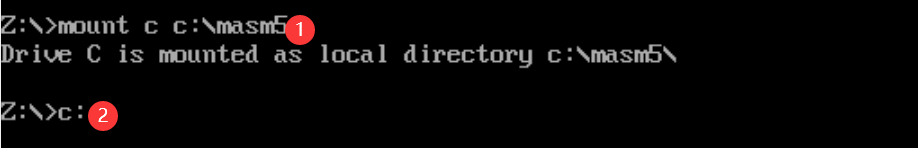 Z:\>mount c c:\masm5 1
Drive C is mounted as local directory c:\masm5\
Z:\>c: 2